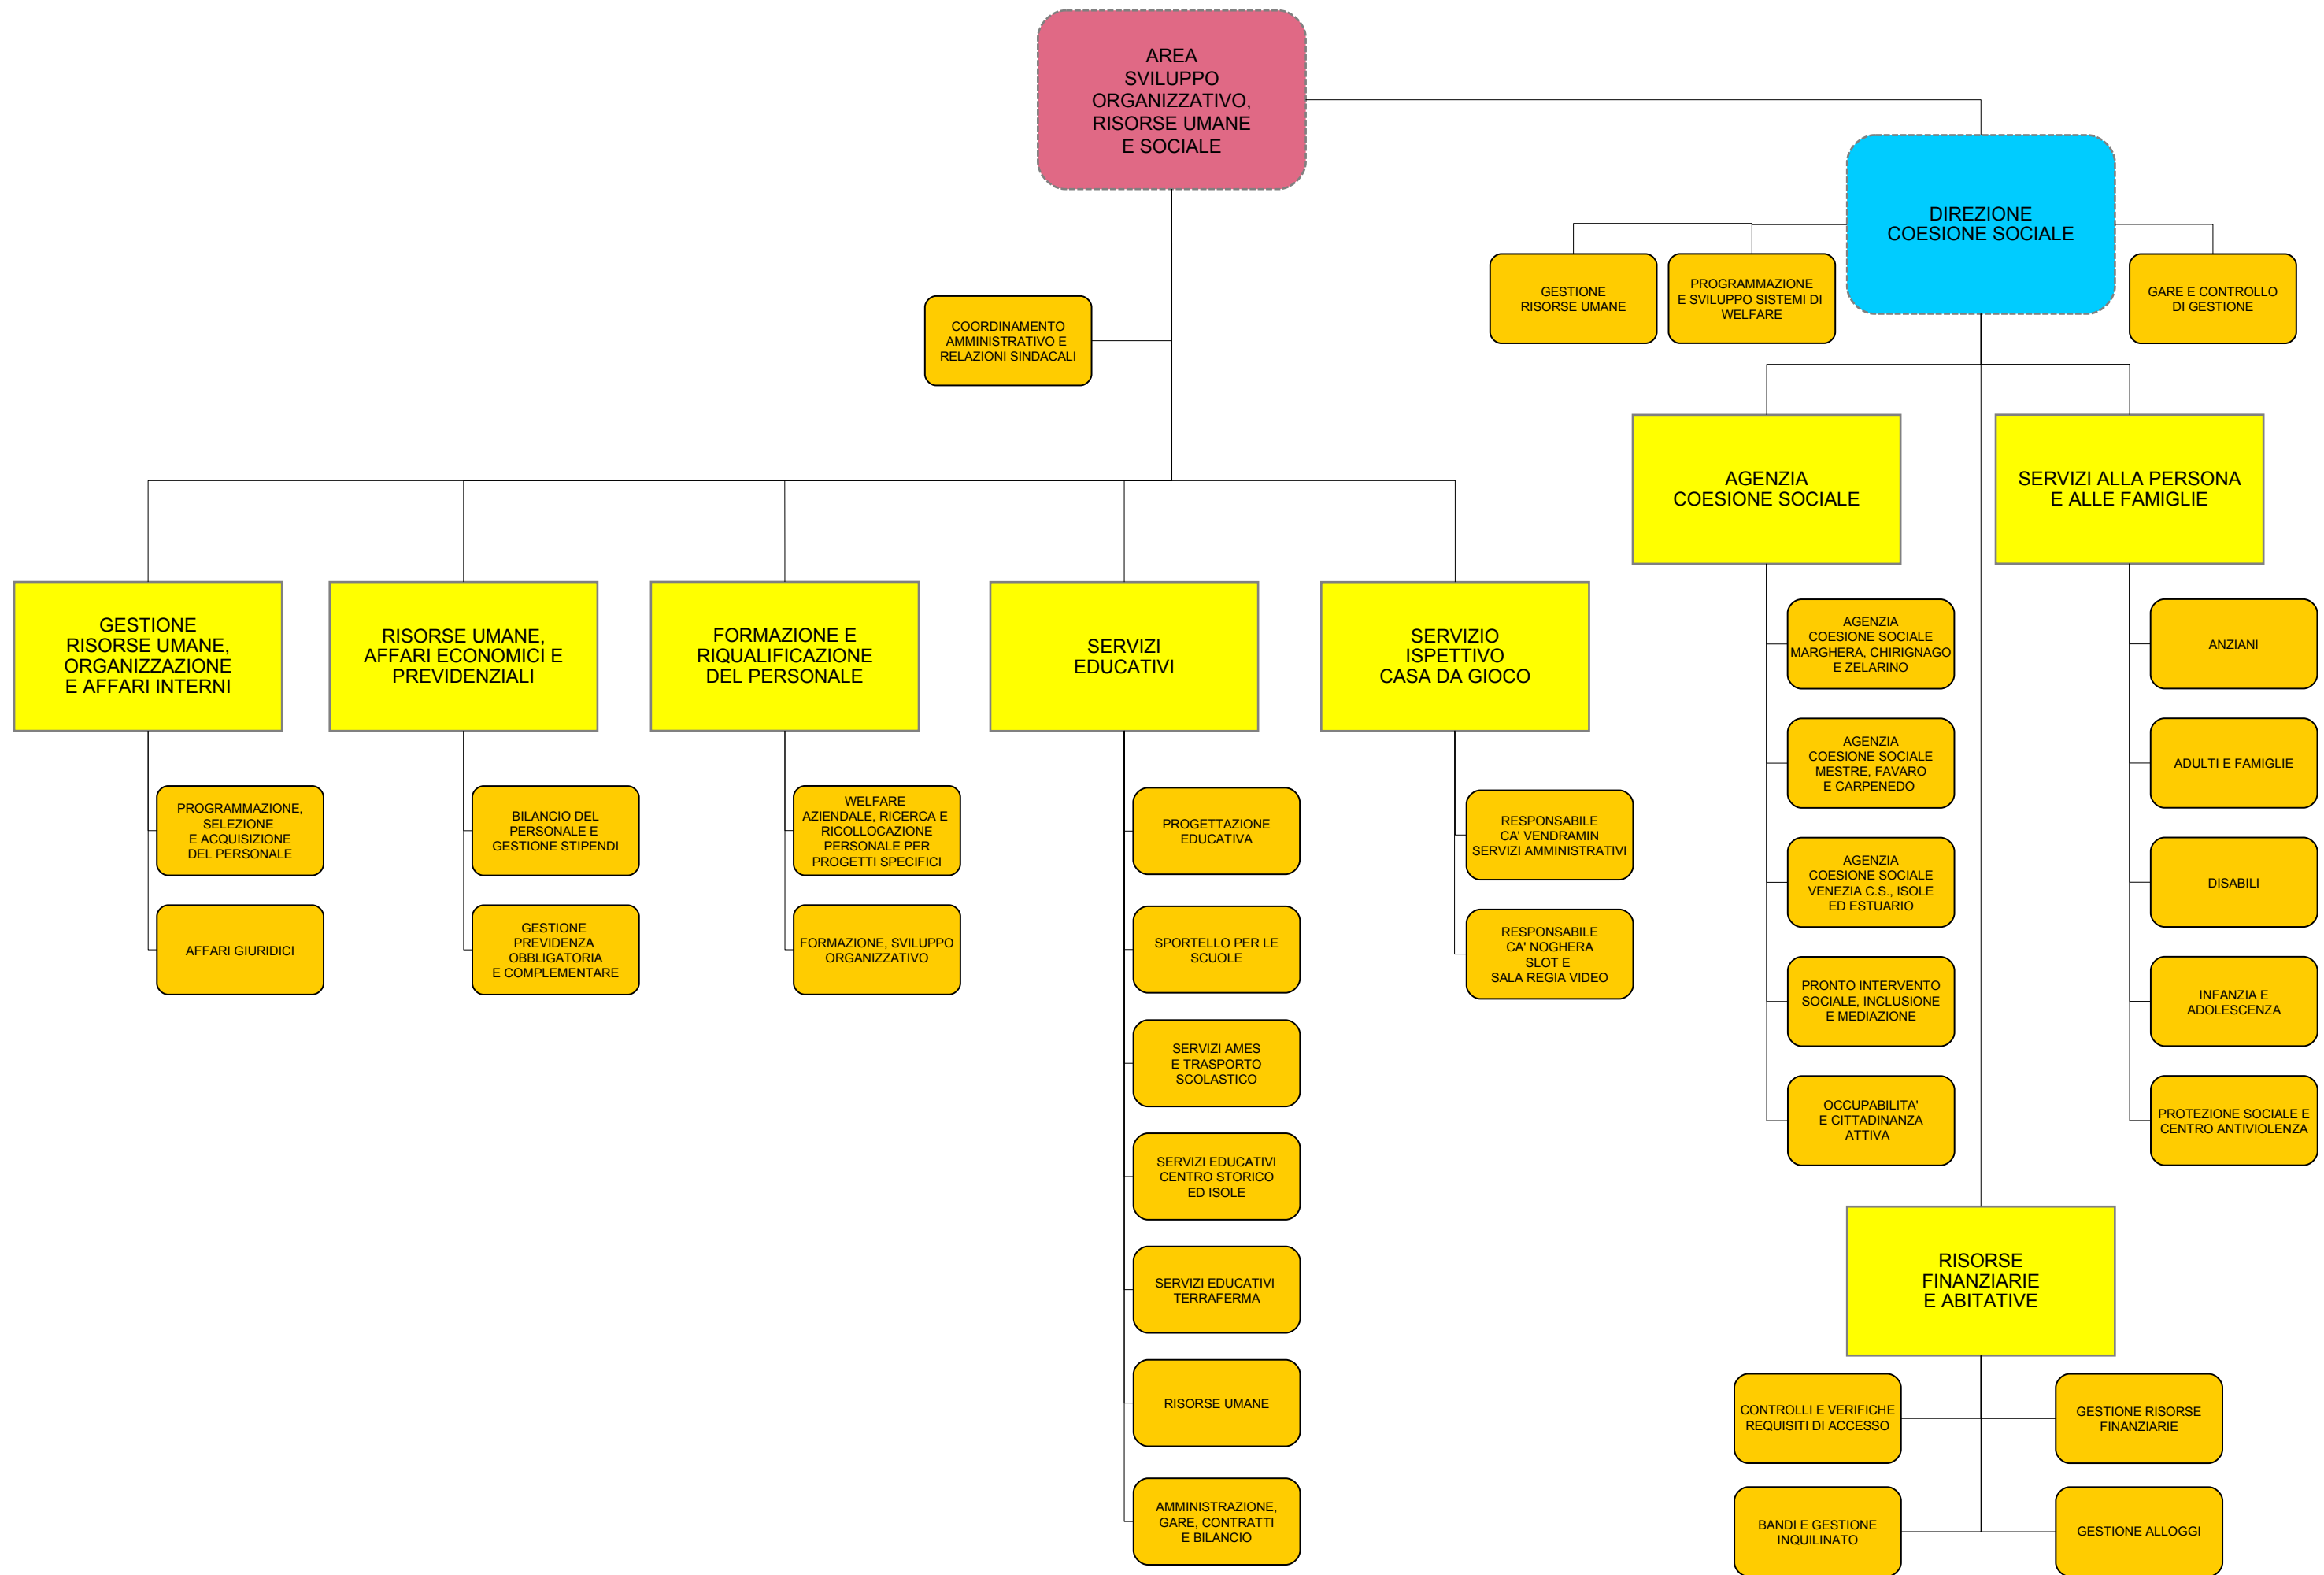 AREA
SVILUPPO
ORGANIZZATIVO,
RISORSE UMANE
E SOCIALE
DIREZIONE
COESIONE SOCIALE
GESTIONE
RISORSE UMANE
PROGRAMMAZIONE
E SVILUPPO SISTEMI DI
WELFARE
GARE E CONTROLLO
DI GESTIONE
COORDINAMENTO
AMMINISTRATIVO E
RELAZIONI SINDACALI
AGENZIA
COESIONE SOCIALE
SERVIZI ALLA PERSONA
E ALLE FAMIGLIE
GESTIONE
RISORSE UMANE,
ORGANIZZAZIONE
E AFFARI INTERNI
RISORSE UMANE,
AFFARI ECONOMICI E
PREVIDENZIALI
FORMAZIONE E
RIQUALIFICAZIONE
DEL PERSONALE
SERVIZI
EDUCATIVI
SERVIZIO
ISPETTIVO
CASA DA GIOCO
PROGRAMMAZIONE,
SELEZIONE
E ACQUISIZIONE
DEL PERSONALE
AFFARI GIURIDICI
BILANCIO DEL
PERSONALE E
GESTIONE STIPENDI
GESTIONE
PREVIDENZA
OBBLIGATORIA
E COMPLEMENTARE
WELFARE
AZIENDALE, RICERCA E
RICOLLOCAZIONE
PERSONALE PER
PROGETTI SPECIFICI
FORMAZIONE, SVILUPPO
ORGANIZZATIVO
PROGETTAZIONE
EDUCATIVA
SPORTELLO PER LE
SCUOLE
SERVIZI AMES
E TRASPORTO
SCOLASTICO
SERVIZI EDUCATIVI
CENTRO STORICO
ED ISOLE
SERVIZI EDUCATIVI
TERRAFERMA
RISORSE UMANE
AMMINISTRAZIONE,
GARE, CONTRATTI
E BILANCIO
RESPONSABILE
CA' VENDRAMIN
SERVIZI AMMINISTRATIVI
RESPONSABILE
CA' NOGHERA
SLOT E
SALA REGIA VIDEO
AGENZIA
COESIONE SOCIALE
MARGHERA, CHIRIGNAGO
E ZELARINO
AGENZIA
COESIONE SOCIALE
MESTRE, FAVARO
E CARPENEDO
AGENZIA
COESIONE SOCIALE
VENEZIA C.S., ISOLE
ED ESTUARIO
PRONTO INTERVENTO
SOCIALE, INCLUSIONE
E MEDIAZIONE
OCCUPABILITA'
E CITTADINANZA
ATTIVA
ANZIANI
ADULTI E FAMIGLIE
DISABILI
INFANZIA E
ADOLESCENZA
PROTEZIONE SOCIALE E
CENTRO ANTIVIOLENZA
RISORSE
FINANZIARIE
E ABITATIVE
CONTROLLI E VERIFICHE
REQUISITI DI ACCESSO
GESTIONE RISORSE
FINANZIARIE
BANDI E GESTIONE
INQUILINATO
GESTIONE ALLOGGI